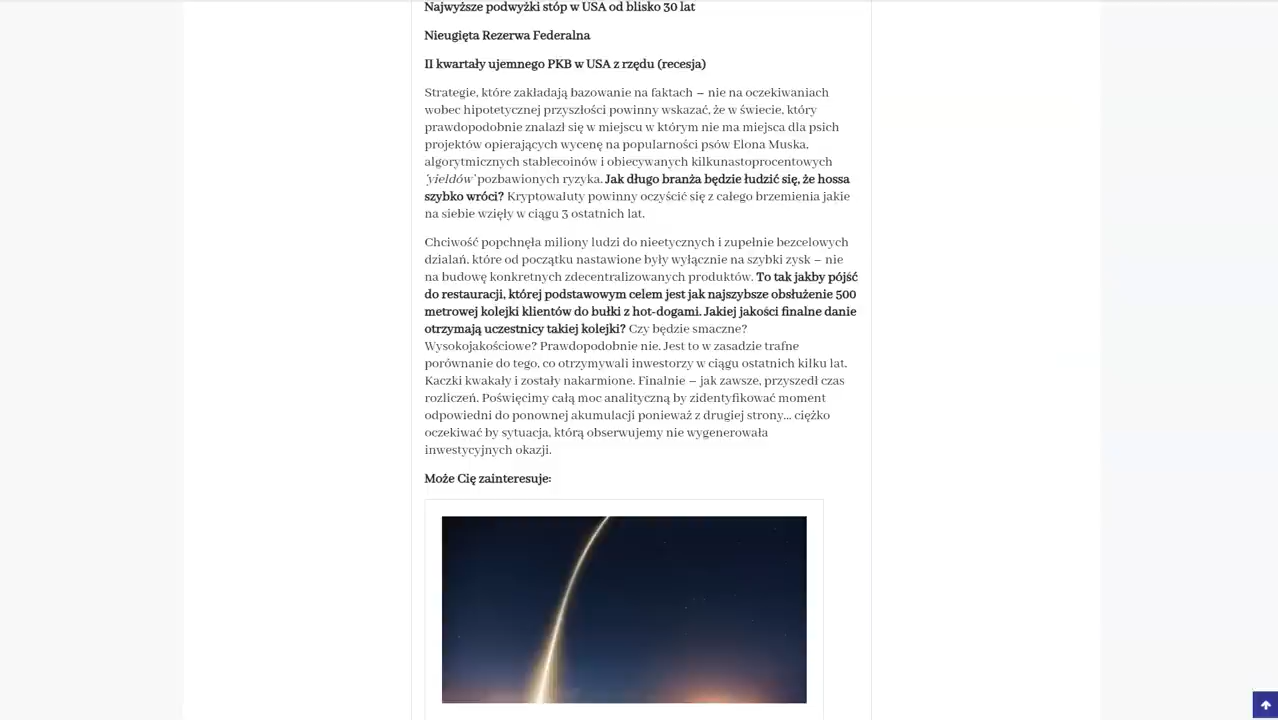 Najwyższe podwyżki stóp w USA od blisko 30 lat
Nieugięta Rezerwa Federalna
II kwartały ujemnego PKB w USA z rzędu (recesja)
Strategie, które zakładają bazowanie na faktach – nie na oczekiwaniach
wobec hipotetycznej przyszłości powinny wskazać, że w świecie, który
prawdopodobnie znalazł się w miejscu w którym nie ma miejsca dla psich
projektów opierających wycenę na popularności psów Elona Muska,
algorytmicznych stablecoinów i obiecywanych kilkunastoprocentowych
'yieldów' pozbawionych ryzyka. Jak długo branża będzie łudzić się, że hossa
szybko wróci? Kryptowaluty powinny oczyścić się z całego brzemienia jakie
na siebie wzięły w ciągu 3 ostatnich lat.
Chciwość popchnęła miliony ludzi do nieetycznych i zupełnie bezcelowych
działań, które od początku nastawione były wyłącznie na szybki zysk – nie
na budowę konkretnych zdecentralizowanych produktów. To tak jakby pójść
do restauracji, której podstawowym celem jest jak najszybsze obsłużenie 500
metrowej kolejki klientów do bułki z hot-dogami. Jakiej jakości finalne danie
otrzymają uczestnicy takiej kolejki? Czy będzie smaczne?
Wysokojakościowe? Prawdopodobnie nie. Jest to w zasadzie trafne
porównanie do tego, co otrzymywali inwestorzy w ciągu ostatnich kilku lat.
Kaczki kwakały i zostały nakarmione. Finalnie – jak zawsze, przyszedł czas
rozliczeń. Poświęcimy całą moc analityczną by zidentyfikować moment
odpowiedni do ponownej akumulacji ponieważ z drugiej strony... ciężko
oczekiwać by sytuacja, którą obserwujemy nie wygenerowała
inwestycyjnych okazji.
Może Cię zainteresuje: